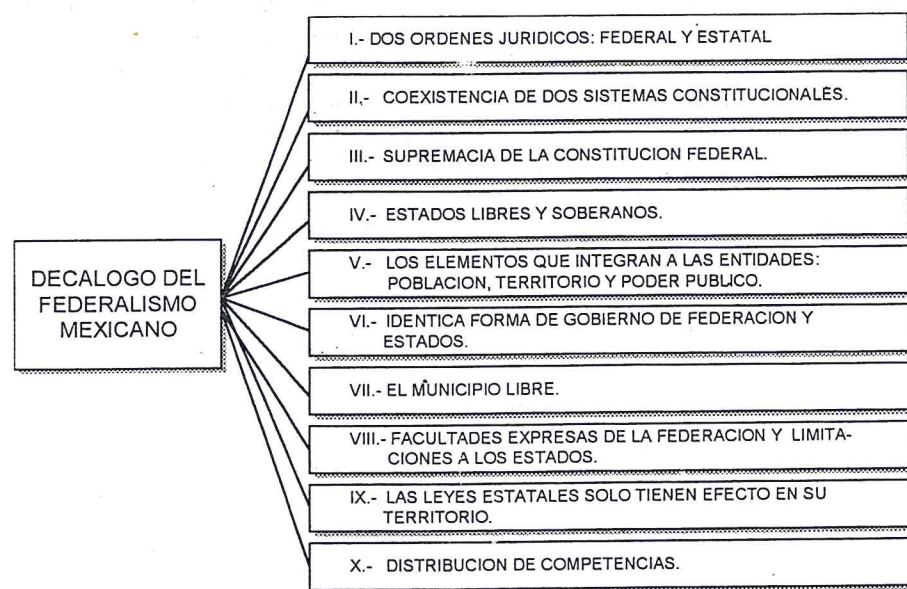 DECALOGO DEL
FEDERALISMO
MEXICANO
I.- DOS ORDENES JURIDICOS: FEDERAL Y ESTATAL
II,- COEXISTENCIA DE DOS SISTEMAS CONSTITUCIONALES.
III.- SUPREMACIA DE LA CONSTITUCION FEDERAL.
IV.- ESTADOS LIBRES Y SOBERANOS.
V.- LOS ELEMENTOS QUE INTEGRAN A LAS ENTIDADES:
POBLACION, TERRITORIO Y PODER PUBLICO.
VI.- IDENTICA FORMA DE GOBIERNO DE FEDERACION Y
ESTADOS.
VII.- EL MUNICIPIO LIBRE.
VIII.- FACULTADES EXPRESAS DE LA FEDERACION Y LIMITA-
CIONES A LOS ESTADOS.
IX.- LAS LEYES ESTATALES SOLO TIENEN EFECTO EN SU
TERRITORIO.
X.- DISTRIBUCION DE COMPETENCIAS.